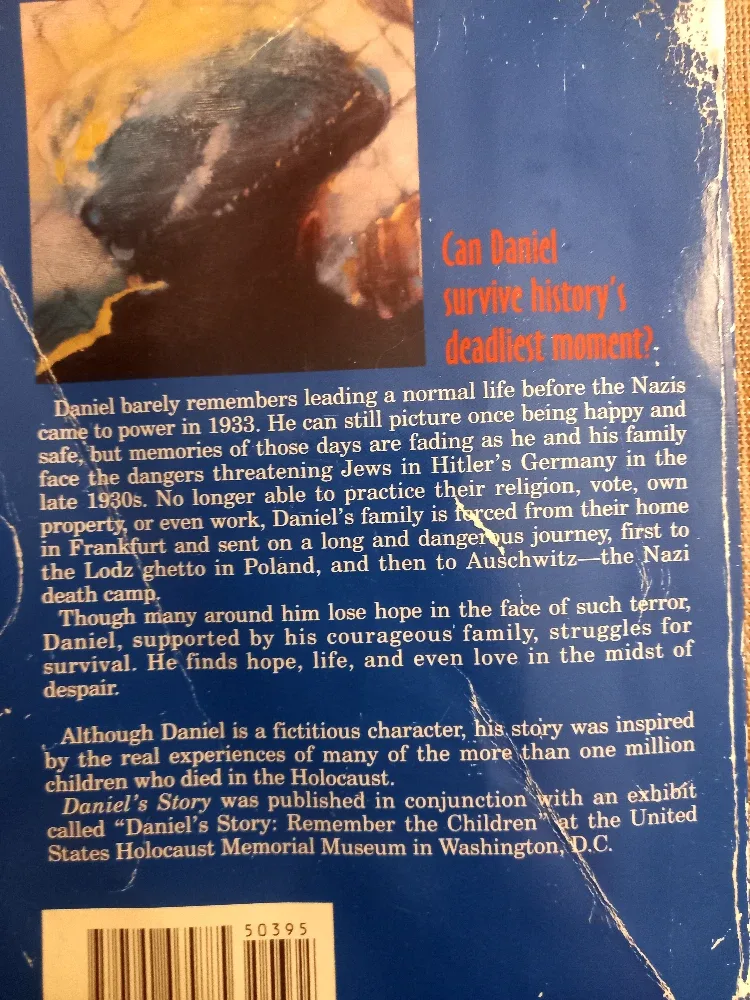 Can Daniel
survive history's
deadliest moment?
Daniel barely remembers leading a normal life before the Nazis
came to power in 1933. He can still picture once being happy and
safe, but memories of those days are fading as he and his family
face the dangers threatening Jews in Hitler's Germany in the
late 1930s. No longer able to practice their religion, vote, own
property, or even work, Daniel's family is forced from their home
in Frankfurt and sent on a long and dangerous journey, first to
the Lodz ghetto in Poland, and then to Auschwitz—the Nazi
death camp.
Though many around him lose hope in the face of such terror,
Daniel, supported by his courageous family, struggles for
survival. He finds hope, life, and even love in the midst of
despair.
Although Daniel is a fictitious character, his story was inspired
by the real experiences of many of the more than one million
children who died in the Holocaust.
Daniel's Story was published in conjunction with an exhibit
called "Daniel's Story: Remember the Children" at the United
States Holocaust Memorial Museum in Washington, D.C.
50395